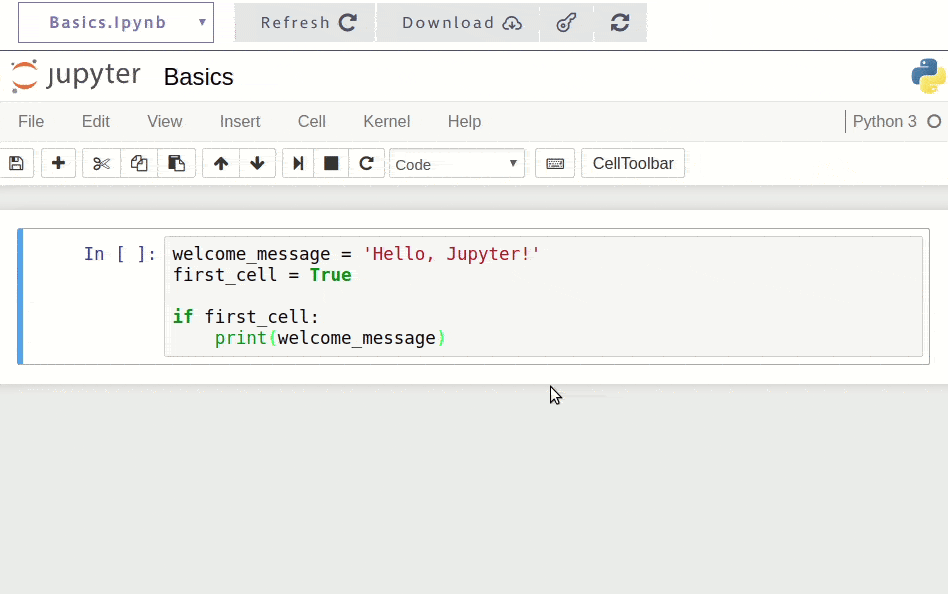 Basics.Ipynb Refresh Download
jupyter Basics
File Edit View Insert Cell Kernel Help Python 3
Code CellToolbar
In [ ]: welcome_message = 'Hello, Jupyter!'
first_cell = True
if first_cell:
    print(welcome_message)